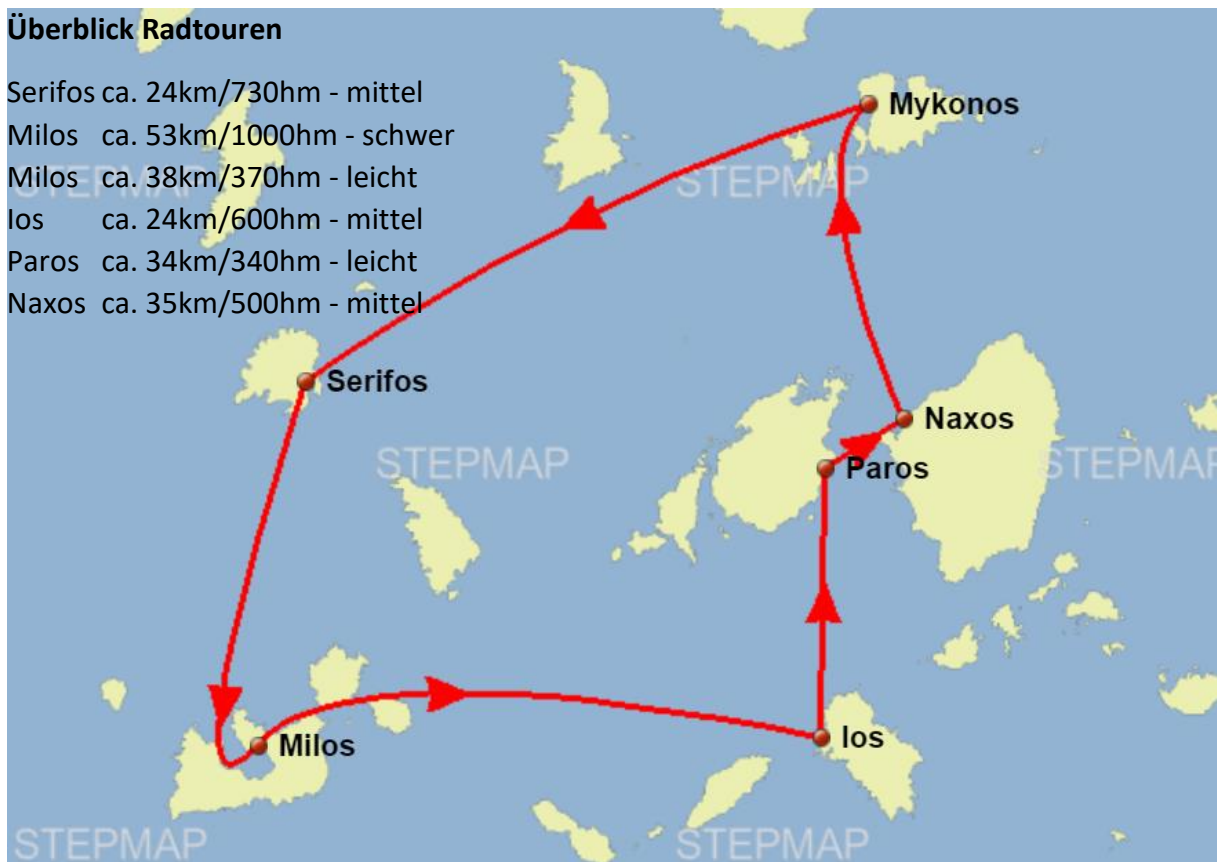 Überblick Radtouren
Serifos ca. 24km/730hm - mittel
Milos ca. 53km/1000hm - schwer
Milos ca. 38km/370hm - leicht
Ios ca. 24km/600hm - mittel
Paros ca. 34km/340hm - leicht
Naxos ca. 35km/500hm - mittel
Mykonos
STEPMAP
STEPMAP
Serifos
Naxos
STEPMAP
Paros
STEPMAP
Milos
Ios
STEPMAP
STEPMAP